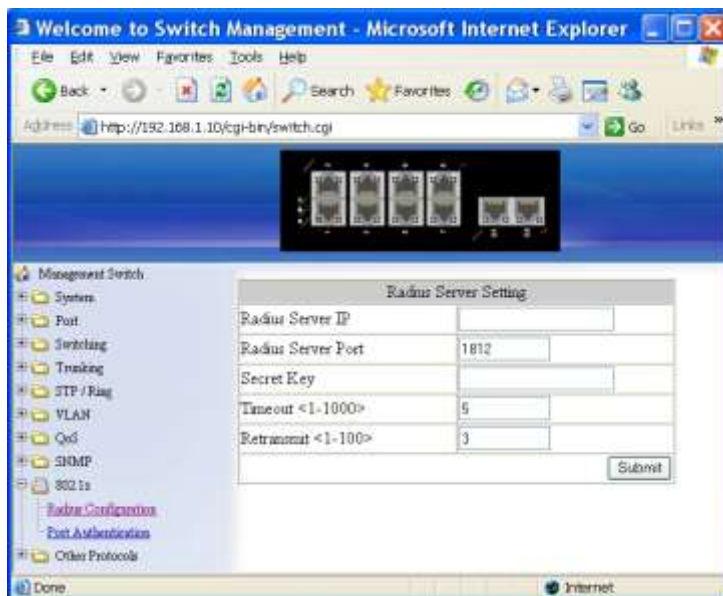 Welcome to Switch Management - Microsoft Internet Explorer
File Edit View Favorites Tools Help
Back Search Favorites
Address http://192.168.1.10/cgi-bin/switch.cgi Go Links »
Management Switch
System
Port
Switching
Trunking
STP / Ring
VLAN
QoS
SNMP
802.1x
Radius Configuration
Port Authentication
Other Protocols
Radius Server Setting
Radius Server IP
Radius Server Port 1812
Secret Key
Timeout <1-1000> 5
Retransmit <1-100> 3
Submit
Done Internet